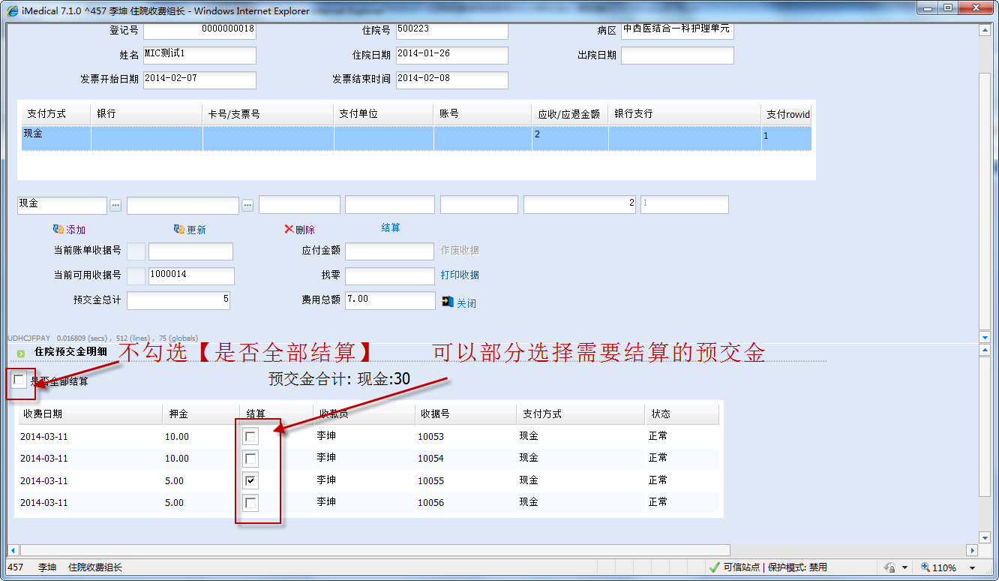 iMedical 7.1.0 ^457 李坤 住院收费组长 - Windows Internet Explorer
登记号 0000000018 住院号 500223 病区 中西医结合一科护理单元
姓名 MIC测试1 住院日期 2014-01-26 出院日期
发票开始日期 2014-02-07 发票结束时间 2014-02-08
支付方式 银行 卡号/支票号 支付单位 账号 应收/应退金额 银行支行 支付rowid
现金 2 1
现金 2 1
添加 更新 删除 结算
当前账单收据号 应付金额 作废收据
当前可用收据号 1000014 找零 打印收据
预交金总计 5 费用总额 7.00 关闭
UDHCJFPAY 0.016809 (secs) , 512 (lines) , 75 (globals)
住院预交金明细 不勾选【是否全部结算】 可以部分选择需要结算的预交金
是否全部结算 预交金合计: 现金:30
收费日期 押金 结算 收款员 收据号 支付方式 状态
2014-03-11 10.00 李坤 10053 现金 正常
2014-03-11 10.00 李坤 10054 现金 正常
2014-03-11 5.00 李坤 10055 现金 正常
2014-03-11 5.00 李坤 10056 现金 正常
457 李坤 住院收费组长 可信站点 | 保护模式: 禁用 110%